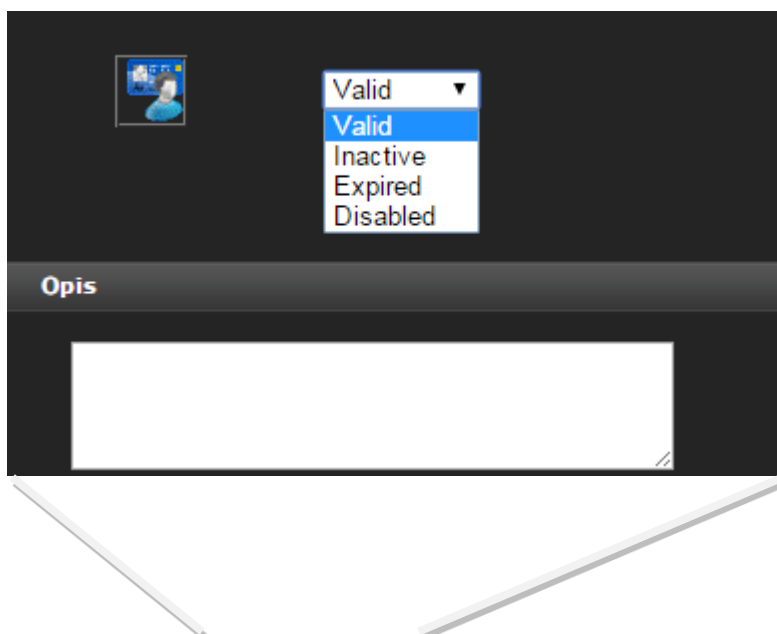 Valid
Valid
Inactive
Expired
Disabled
Opis